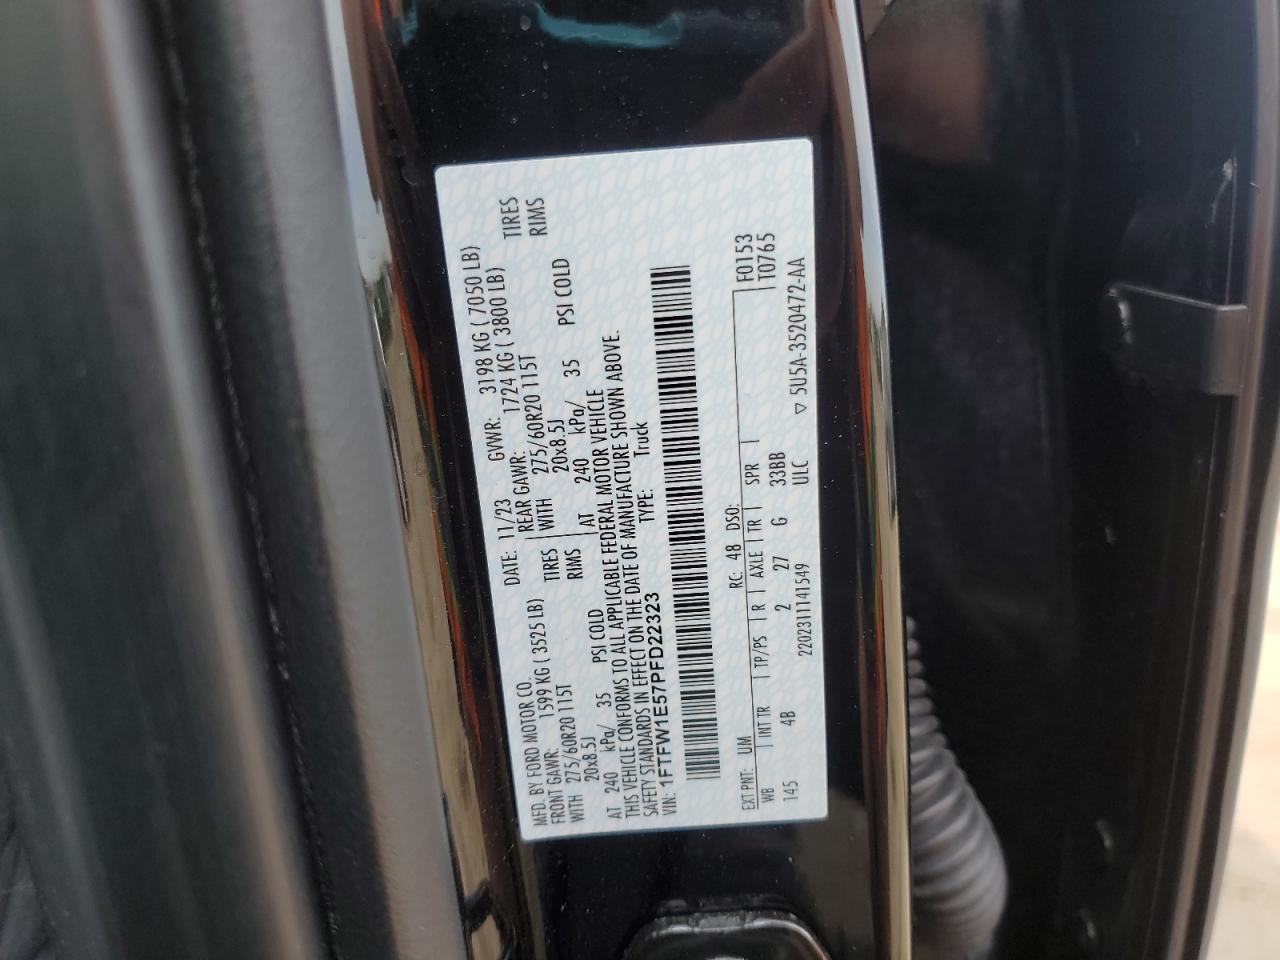 MFD. BY FORD MOTOR CO.
DATE: 11/23 GVWR: 3198 KG ( 7050 LB)
FRONT GAWR: 1599 KG ( 3525 LB) REAR GAWR: 1724 KG ( 3800 LB)
WITH 275/60R20 115T TIRES WITH 275/60R20 115T TIRES
20x8.5J RIMS 20x8.5J RIMS
AT 240 kPa/ 35 PSI COLD AT 240 kPa/ 35 PSI COLD
THIS VEHICLE CONFORMS TO ALL APPLICABLE FEDERAL MOTOR VEHICLE
SAFETY STANDARDS IN EFFECT ON THE DATE OF MANUFACTURE SHOWN ABOVE.
VIN: 1FTFW1E57PFD22323 TYPE: Truck
EXT PNT: UM RC: 48 DSO: F0153
WB INT TR TP/PS R AXLE TR SPR T0765
145 4B 2 27 G 33BB
2202311141549 ULC ▽ 5U5A-3520472-AA